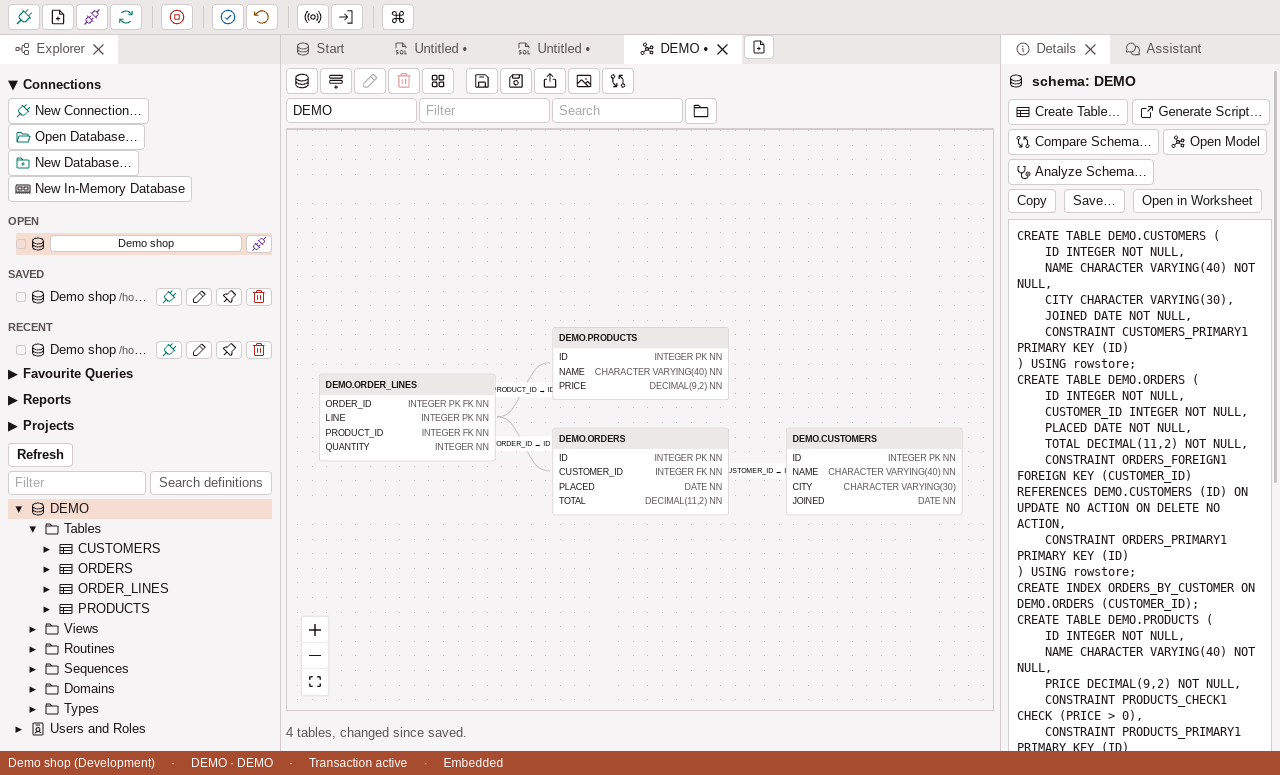 Explorer
Start
Untitled •
Untitled •
DEMO •
Details
Assistant
Connections
New Connection…
Open Database…
New Database…
New In-Memory Database
OPEN
Demo shop
SAVED
Demo shop /ho…
RECENT
Demo shop /ho…
Favourite Queries
Reports
Projects
Refresh
Filter
Search definitions
DEMO
Tables
CUSTOMERS
ORDERS
ORDER_LINES
PRODUCTS
Views
Routines
Sequences
Domains
Types
Users and Roles
DEMO
Filter
Search
DEMO.PRODUCTS
ID INTEGER PK NN
NAME CHARACTER VARYING(40) NN
PRICE DECIMAL(9,2) NN
DEMO.ORDER_LINES
ORDER_ID INTEGER PK FK NN
LINE INTEGER PK NN
PRODUCT_ID INTEGER FK NN
QUANTITY INTEGER NN
DEMO.ORDERS
ID INTEGER PK NN
CUSTOMER_ID INTEGER FK NN
PLACED DATE NN
TOTAL DECIMAL(11,2) NN
DEMO.CUSTOMERS
ID INTEGER PK NN
NAME CHARACTER VARYING(40) NN
CITY CHARACTER VARYING(30)
JOINED DATE NN
4 tables, changed since saved.
schema: DEMO
Create Table…
Generate Script…
Compare Schema…
Open Model
Analyze Schema…
Copy
Save…
Open in Worksheet
CREATE TABLE DEMO.CUSTOMERS (
ID INTEGER NOT NULL,
NAME CHARACTER VARYING(40) NOT
NULL,
CITY CHARACTER VARYING(30),
JOINED DATE NOT NULL,
CONSTRAINT CUSTOMERS_PRIMARY1
PRIMARY KEY (ID)
) USING rowstore;
CREATE TABLE DEMO.ORDERS (
ID INTEGER NOT NULL,
CUSTOMER_ID INTEGER NOT NULL,
PLACED DATE NOT NULL,
TOTAL DECIMAL(11,2) NOT NULL,
CONSTRAINT ORDERS_FOREIGN1
FOREIGN KEY (CUSTOMER_ID)
REFERENCES DEMO.CUSTOMERS (ID) ON
UPDATE NO ACTION ON DELETE NO
ACTION,
CONSTRAINT ORDERS_PRIMARY1
PRIMARY KEY (ID)
) USING rowstore;
CREATE INDEX ORDERS_BY_CUSTOMER ON
DEMO.ORDERS (CUSTOMER_ID);
CREATE TABLE DEMO.PRODUCTS (
ID INTEGER NOT NULL,
NAME CHARACTER VARYING(40) NOT
NULL,
PRICE DECIMAL(9,2) NOT NULL,
CONSTRAINT PRODUCTS_CHECK1
CHECK (PRICE > 0),
CONSTRAINT PRODUCTS_PRIMARY1
PRIMARY KEY (ID)
Demo shop (Development) · DEMO · DEMO · Transaction active · Embedded